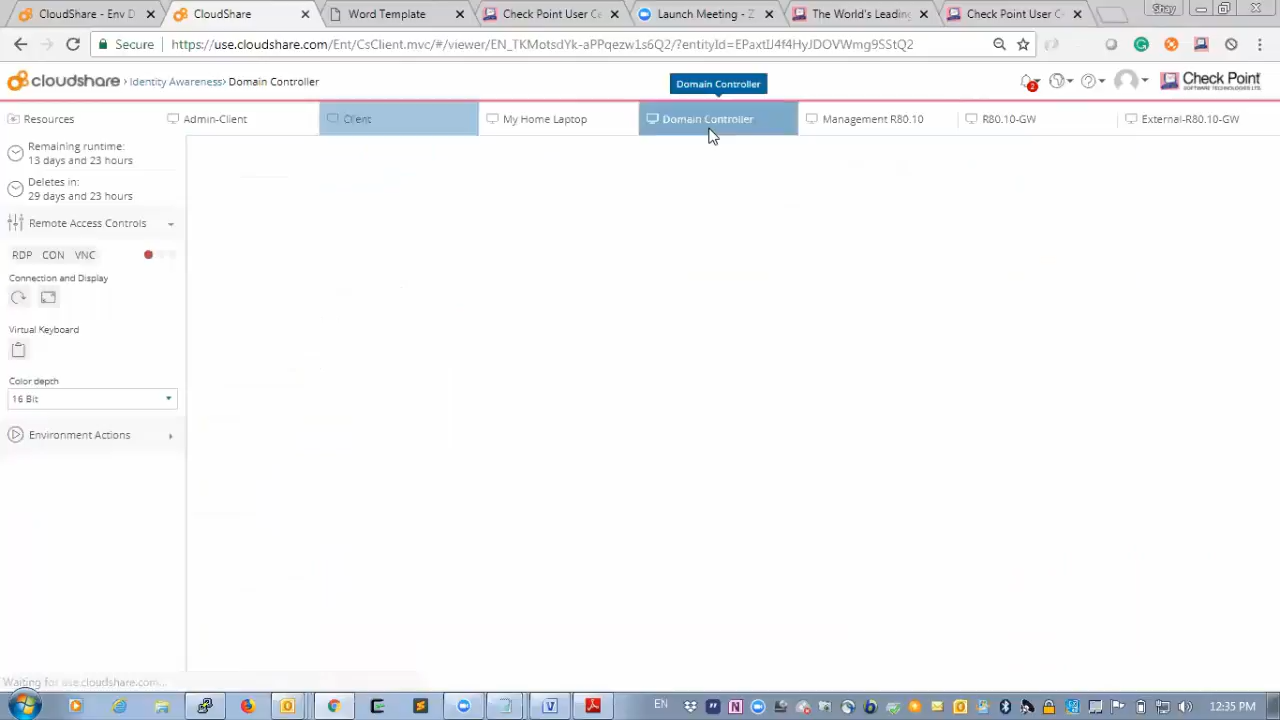 CloudShare - Env D
CloudShare
Word Template
Check Point User Ce
Launch Meeting - Z
The World's Leading
Check Point User C
Secure
https://use.cloudshare.com/Ent/CsClient.mvc/#/viewer/EN_TKMotsdYk-aPPqezw1s6Q2/?entityId=EPaxtIJ4f4HyJDOVWmg9SStQ2
cloudshare › Identity Awareness› Domain Controller
Domain Controller
2
Check Point
SOFTWARE TECHNOLOGIES LTD.
Resources
Admin-Client
Client
My Home Laptop
Domain Controller
Management R80.10
R80.10-GW
External-R80.10-GW
Remaining runtime:
13 days and 23 hours
Deletes in:
29 days and 23 hours
Remote Access Controls
RDP CON VNC
Connection and Display
Virtual Keyboard
Color depth
16 Bit
Environment Actions
Waiting for use.cloudshare.com...
EN
12:35 PM